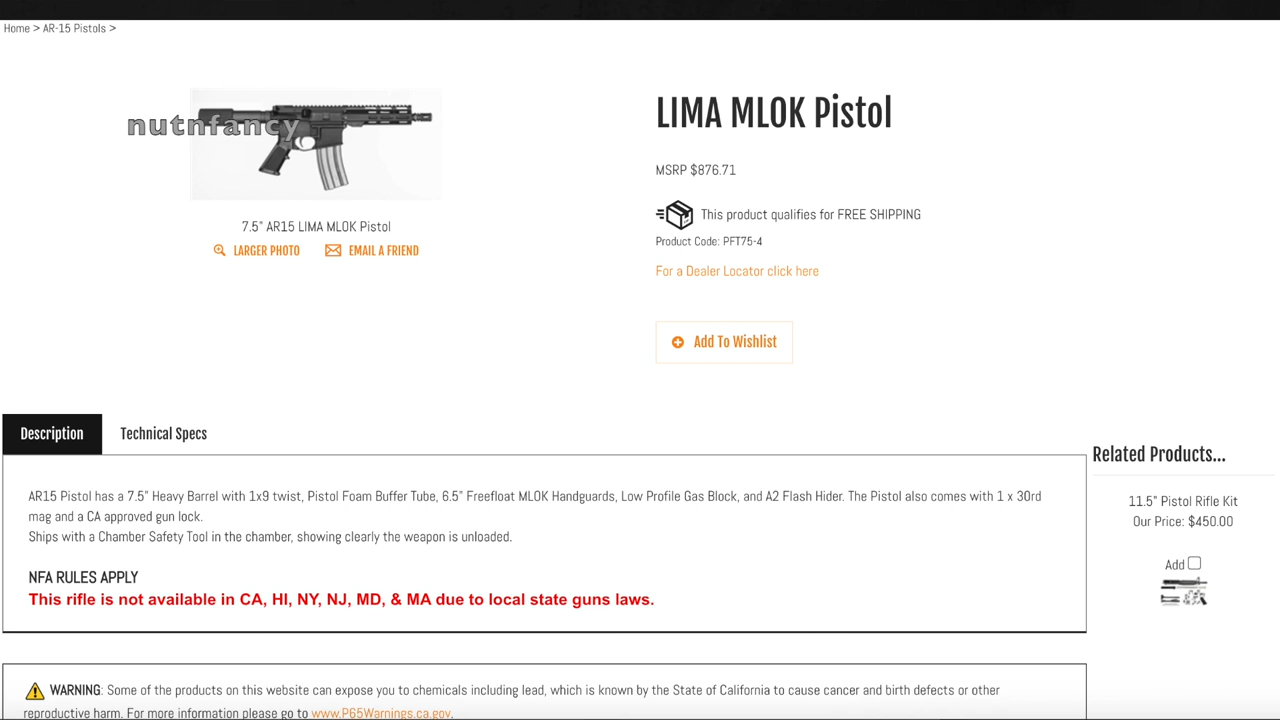 Home > AR-15 Pistols >
nutnfancy
LIMA MLOK Pistol
MSRP $876.71
This product qualifies for FREE SHIPPING
7.5" AR15 LIMA MLOK Pistol
Product Code: PFT75-4
LARGER PHOTO EMAIL A FRIEND
For a Dealer Locator click here
Add To Wishlist
Description Technical Specs
Related Products...
AR15 Pistol has a 7.5" Heavy Barrel with 1x9 twist, Pistol Foam Buffer Tube, 6.5" Freefloat MLOK Handguards, Low Profile Gas Block, and A2 Flash Hider. The Pistol also comes with 1 x 30rd
mag and a CA approved gun lock.
Ships with a Chamber Safety Tool in the chamber, showing clearly the weapon is unloaded.
11.5" Pistol Rifle Kit
Our Price: $450.00
Add
NFA RULES APPLY
This rifle is not available in CA, HI, NY, NJ, MD, & MA due to local state guns laws.
WARNING: Some of the products on this website can expose you to chemicals including lead, which is known by the State of California to cause cancer and birth defects or other
reproductive harm. For more information please go to www.P65Warnings.ca.gov.